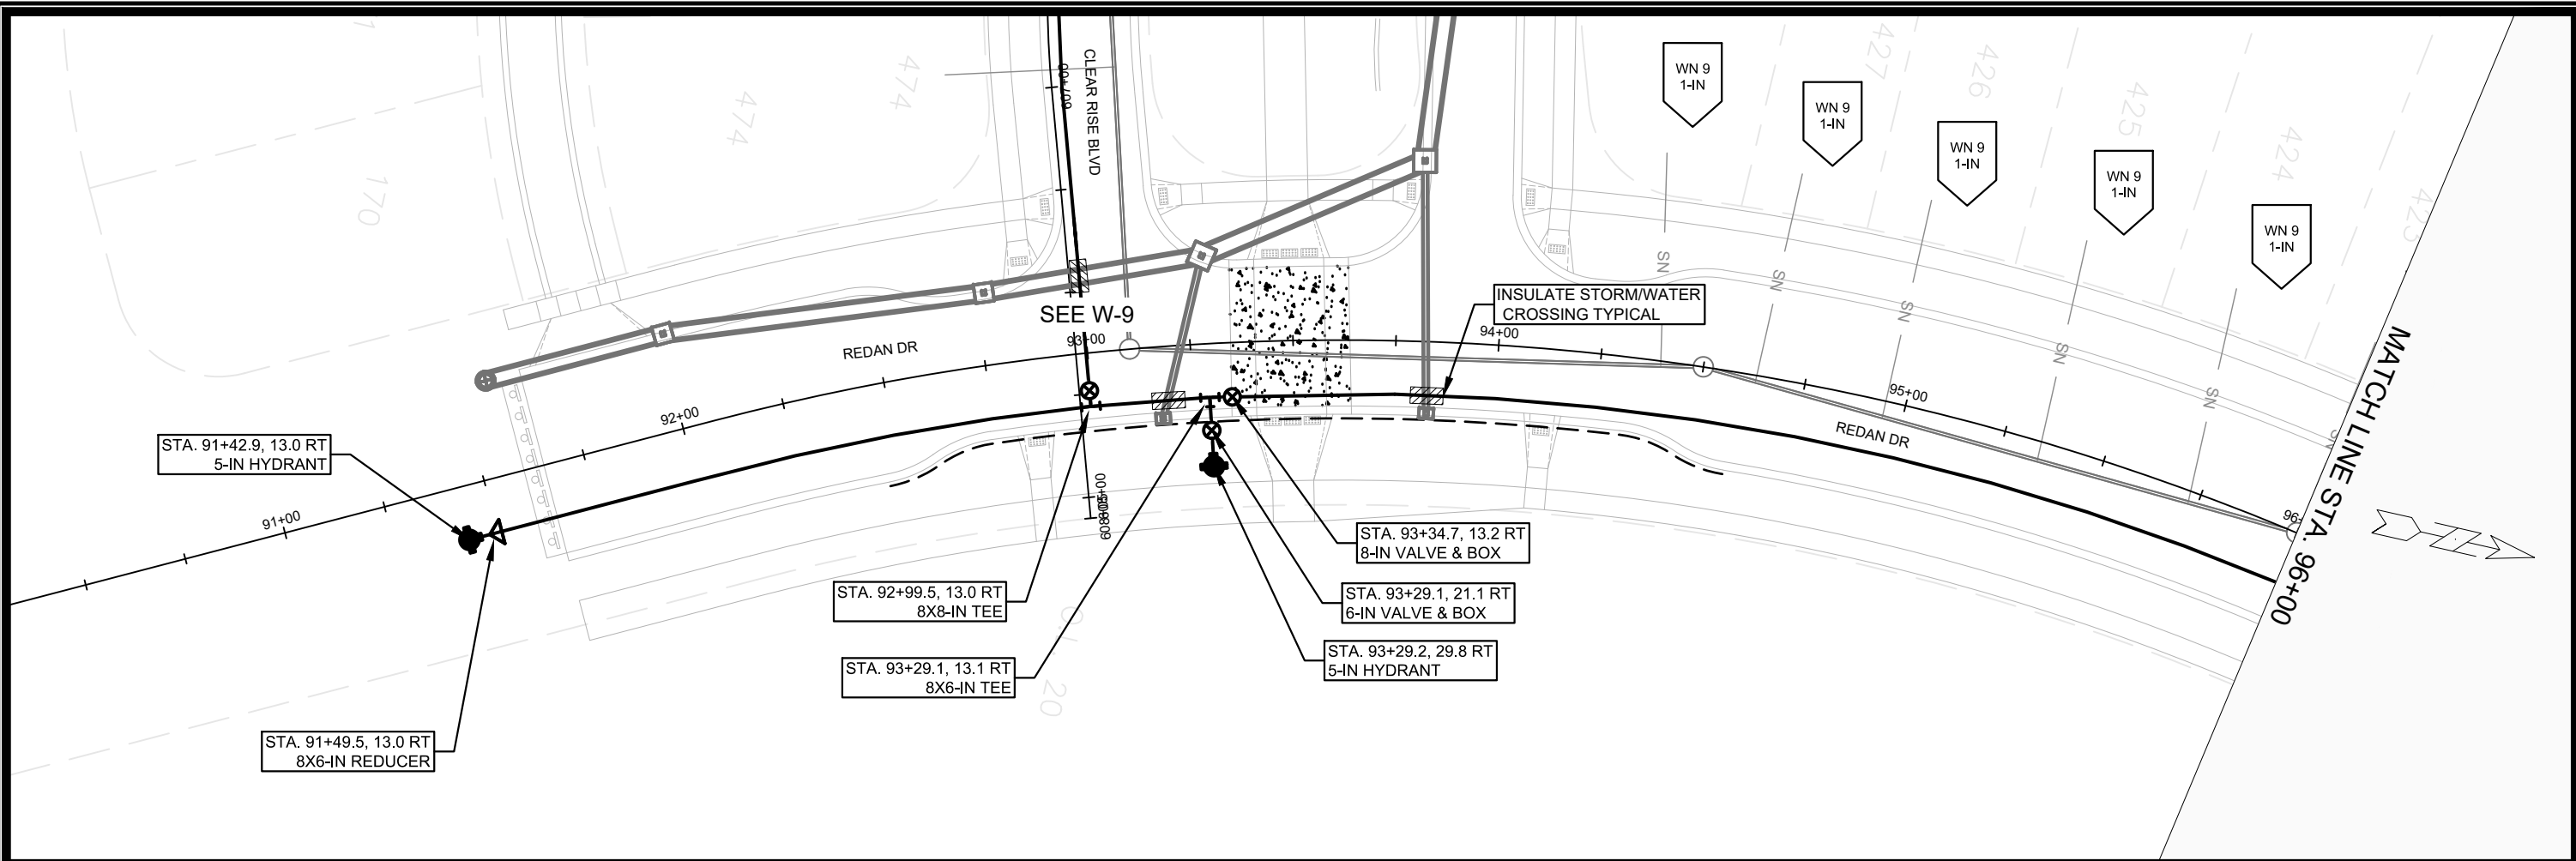 170
474
474
60+709
CLEAR RISE BLVD
427
426
425
424
423
WN 9
1-IN
WN 9
1-IN
WN 9
1-IN
WN 9
1-IN
WN 9
1-IN
SN
SN
SN
SN
SN
SN
SEE W-9
INSULATE STORM/WATER
CROSSING TYPICAL
REDAN DR
REDAN DR
91+00
92+00
93+00
94+00
95+00
MATCH LINE STA. 96+00
STA. 91+42.9, 13.0 RT
5-IN HYDRANT
STA. 91+49.5, 13.0 RT
8X6-IN REDUCER
STA. 92+99.5, 13.0 RT
8X8-IN TEE
STA. 93+29.1, 13.1 RT
8X6-IN TEE
STA. 93+34.7, 13.2 RT
8-IN VALVE & BOX
STA. 93+29.1, 21.1 RT
6-IN VALVE & BOX
STA. 93+29.2, 29.8 RT
5-IN HYDRANT
20